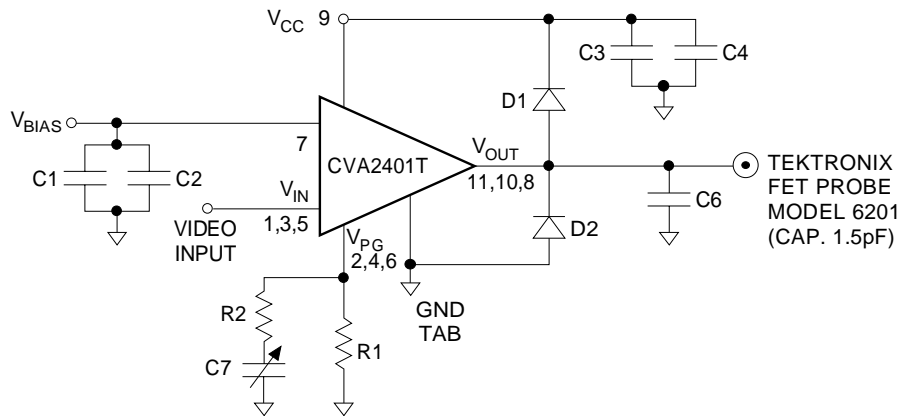 VCC 9
C3
C4
D1
VBIAS
7
CVA2401T
VOUT
11,10,8
C1
C2
VIN
1,3,5
VIDEO
INPUT
VPG
2,4,6
D2
C6
TEKTRONIX
FET PROBE
MODEL 6201
(CAP. 1.5pF)
GND
TAB
R2
R1
C7